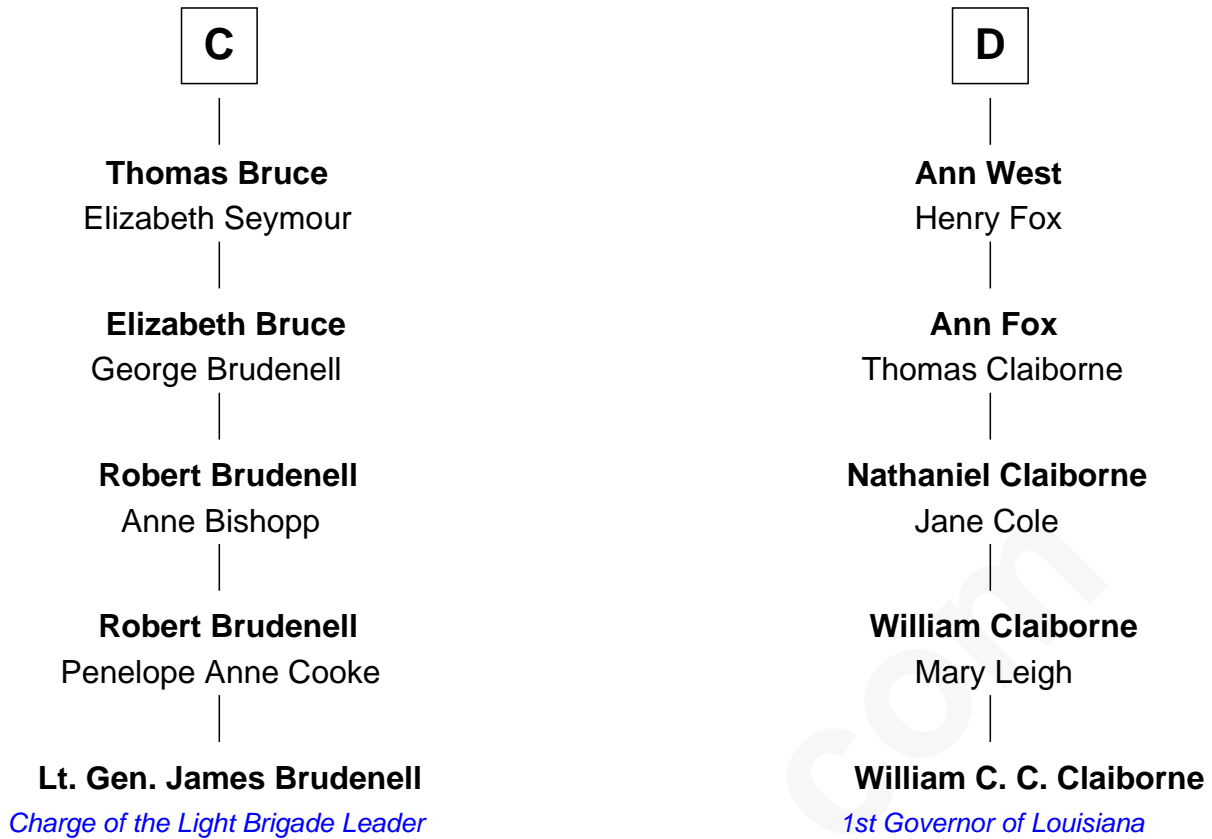 C
Thomas Bruce
Elizabeth Seymour
Elizabeth Bruce
George Brudenell
Robert Brudenell
Anne Bishopp
Robert Brudenell
Penelope Anne Cooke
Lt. Gen. James Brudenell
Charge of the Light Brigade Leader
D
Ann West
Henry Fox
Ann Fox
Thomas Claiborne
Nathaniel Claiborne
Jane Cole
William Claiborne
Mary Leigh
William C. C. Claiborne
1st Governor of Louisiana
com